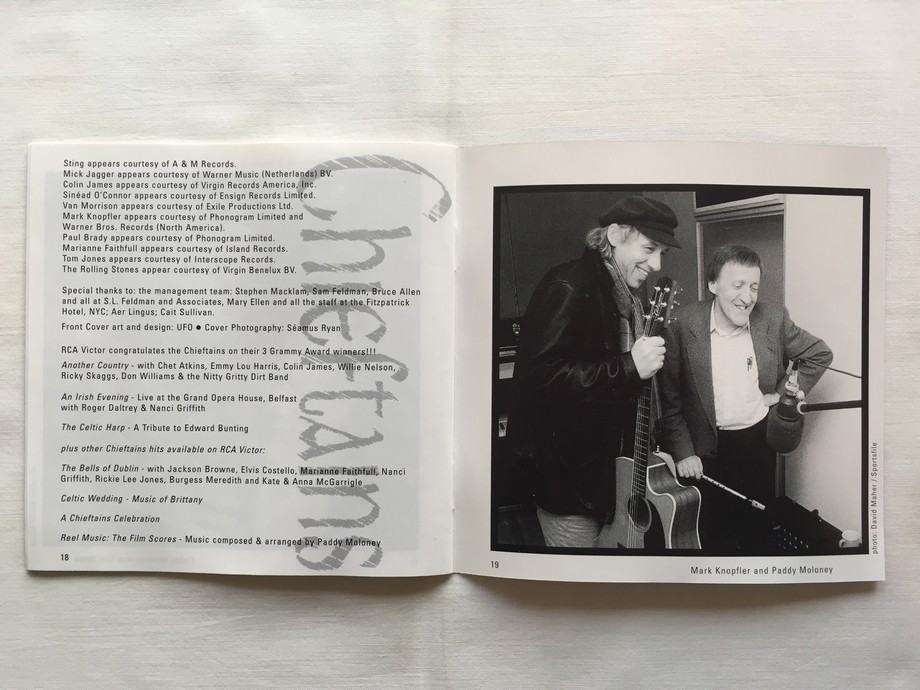 Sting appears courtesy of A & M Records.
Mick Jagger appears courtesy of Warner Music (Netherlands) BV.
Colin James appears courtesy of Virgin Records America, Inc.
Sinéad O'Connor appears courtesy of Ensign Records Limited.
Van Morrison appears courtesy of Exile Productions Ltd.
Mark Knopfler appears courtesy of Phonogram Limited and
Warner Bros. Records (North America).
Paul Brady appears courtesy of Phonogram Limited.
Marianne Faithfull appears courtesy of Island Records.
Tom Jones appears courtesy of Interscope Records.
The Rolling Stones appear courtesy of Virgin Benelux BV.
Special thanks to: the management team: Stephen Macklam, Sam Feldman, Bruce Allen
and all at S.L. Feldman and Associates, Mary Ellen and all the staff at the Fitzpatrick
Hotel, NYC; Aer Lingus; Cait Sullivan.
Front Cover art and design: UFO ● Cover Photography: Séamus Ryan
RCA Victor congratulates the Chieftains on their 3 Grammy Award winners!!!
Another Country - with Chet Atkins, Emmy Lou Harris, Colin James, Willie Nelson,
Ricky Skaggs, Don Williams & the Nitty Gritty Dirt Band
An Irish Evening - Live at the Grand Opera House, Belfast
with Roger Daltrey & Nanci Griffith
The Celtic Harp - A Tribute to Edward Bunting
plus other Chieftains hits available on RCA Victor:
The Bells of Dublin - with Jackson Browne, Elvis Costello, Marianne Faithfull, Nanci
Griffith, Rickie Lee Jones, Burgess Meredith and Kate & Anna McGarrigle
Celtic Wedding - Music of Brittany
A Chieftains Celebration
Reel Music: The Film Scores - Music composed & arranged by Paddy Moloney
18
Chieftains
photo: David Maher / Sportsfile
19
Mark Knopfler and Paddy Moloney